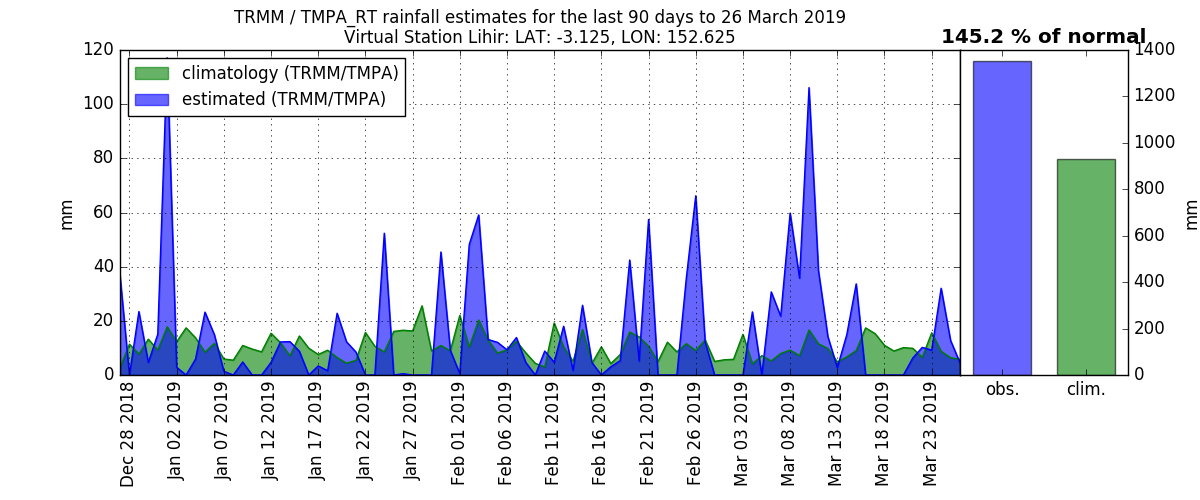 TRMM / TMPA_RT rainfall estimates for the last 90 days to 26 March 2019
Virtual Station Lihir: LAT: -3.125, LON: 152.625
145.2 % of normal
climatology (TRMM/TMPA)
estimated (TRMM/TMPA)
120
100
80
60
40
20
0
mm
1400
1200
1000
800
600
400
200
0
mm
obs.
clim.
Dec 28 2018
Jan 02 2019
Jan 07 2019
Jan 12 2019
Jan 17 2019
Jan 22 2019
Jan 27 2019
Feb 01 2019
Feb 06 2019
Feb 11 2019
Feb 16 2019
Feb 21 2019
Feb 26 2019
Mar 03 2019
Mar 08 2019
Mar 13 2019
Mar 18 2019
Mar 23 2019